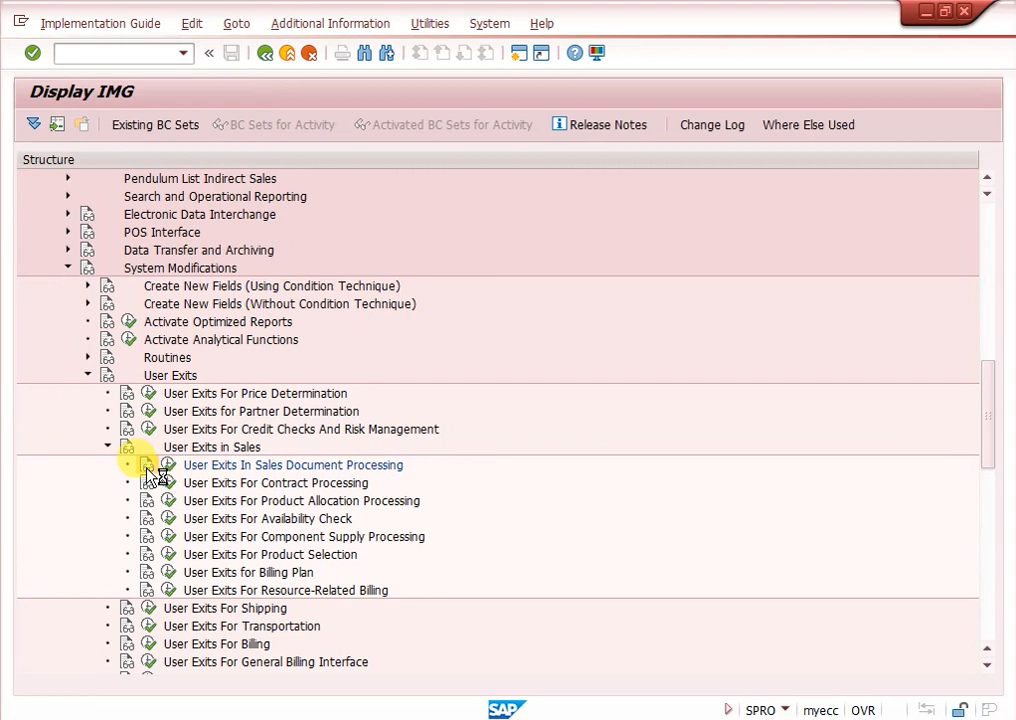 Implementation Guide Edit Goto Additional Information Utilities System Help
Display IMG
Existing BC Sets BC Sets for Activity Activated BC Sets for Activity Release Notes Change Log Where Else Used
Structure
Pendulum List Indirect Sales
Search and Operational Reporting
Electronic Data Interchange
POS Interface
Data Transfer and Archiving
System Modifications
Create New Fields (Using Condition Technique)
Create New Fields (Without Condition Technique)
Activate Optimized Reports
Activate Analytical Functions
Routines
User Exits
User Exits For Price Determination
User Exits for Partner Determination
User Exits For Credit Checks And Risk Management
User Exits in Sales
User Exits In Sales Document Processing
User Exits For Contract Processing
User Exits For Product Allocation Processing
User Exits For Availability Check
User Exits For Component Supply Processing
User Exits For Product Selection
User Exits for Billing Plan
User Exits For Resource-Related Billing
User Exits For Shipping
User Exits For Transportation
User Exits For Billing
User Exits For General Billing Interface
SAP SPRO myecc OVR